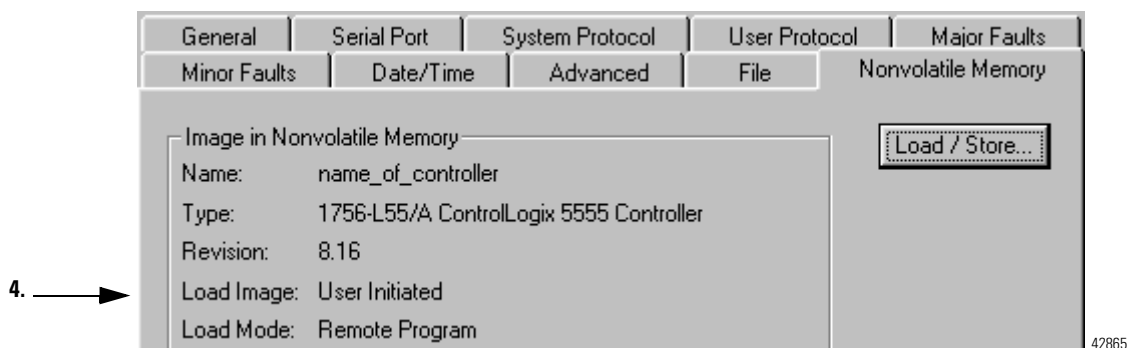 General Serial Port System Protocol User Protocol Major Faults
Minor Faults Date/Time Advanced File Nonvolatile Memory
Image in Nonvolatile Memory
Load / Store...
Name: name_of_controller
Type: 1756-L55/A ControlLogix 5555 Controller
Revision: 8.16
4. Load Image: User Initiated
Load Mode: Remote Program
42865